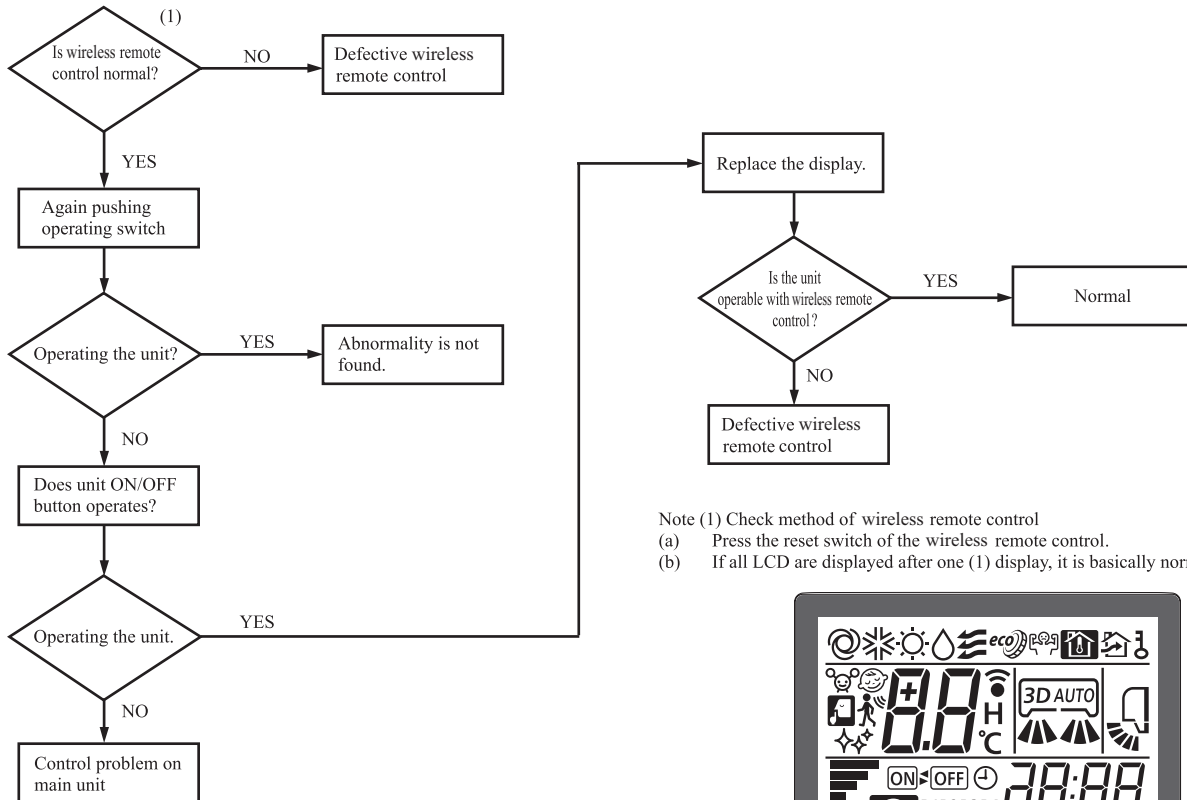 (1)
Is wireless remote
control normal?
NO
Defective wireless
remote control
YES
Again pushing
operating switch
Operating the unit?
YES
Abnormality is not
found.
NO
Does unit ON/OFF
button operates?
Operating the unit.
YES
NO
Control problem on
main unit
Replace the display.
Is the unit
operable with wireless remote
control ?
YES
Normal
NO
Defective wireless
remote control
Note (1) Check method of wireless remote control
(a) Press the reset switch of the wireless remote control.
(b) If all LCD are displayed after one (1) display, it is basically
eco
+
8.8
H
°C
3D AUTO
ON OFF